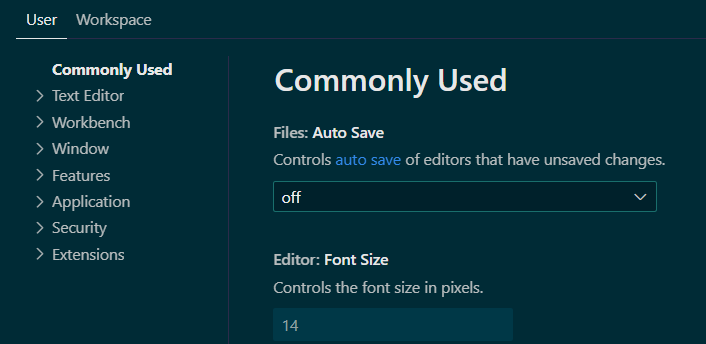 User Workspace
Commonly Used
Text Editor
Workbench
Window
Features
Application
Security
Extensions
Commonly Used
Files: Auto Save
Controls auto save of editors that have unsaved changes.
off
Editor: Font Size
Controls the font size in pixels.
14